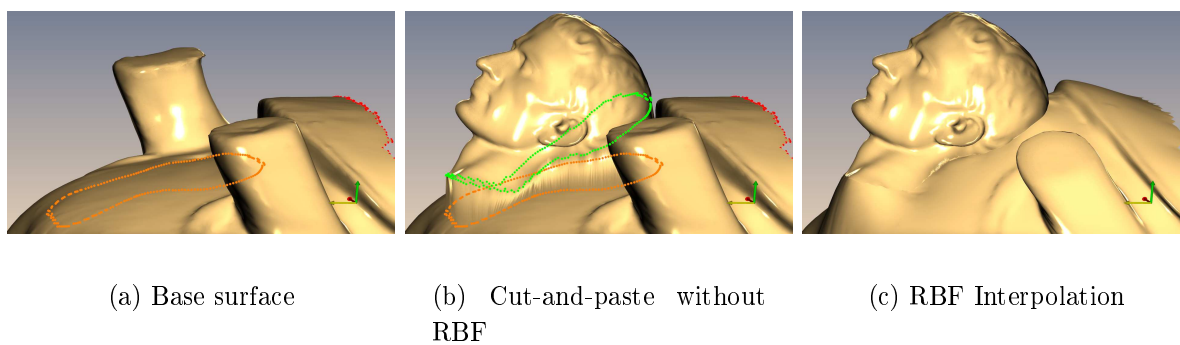 (a) Base surface
(b) Cut-and-paste without
RBF
(c) RBF Interpolation